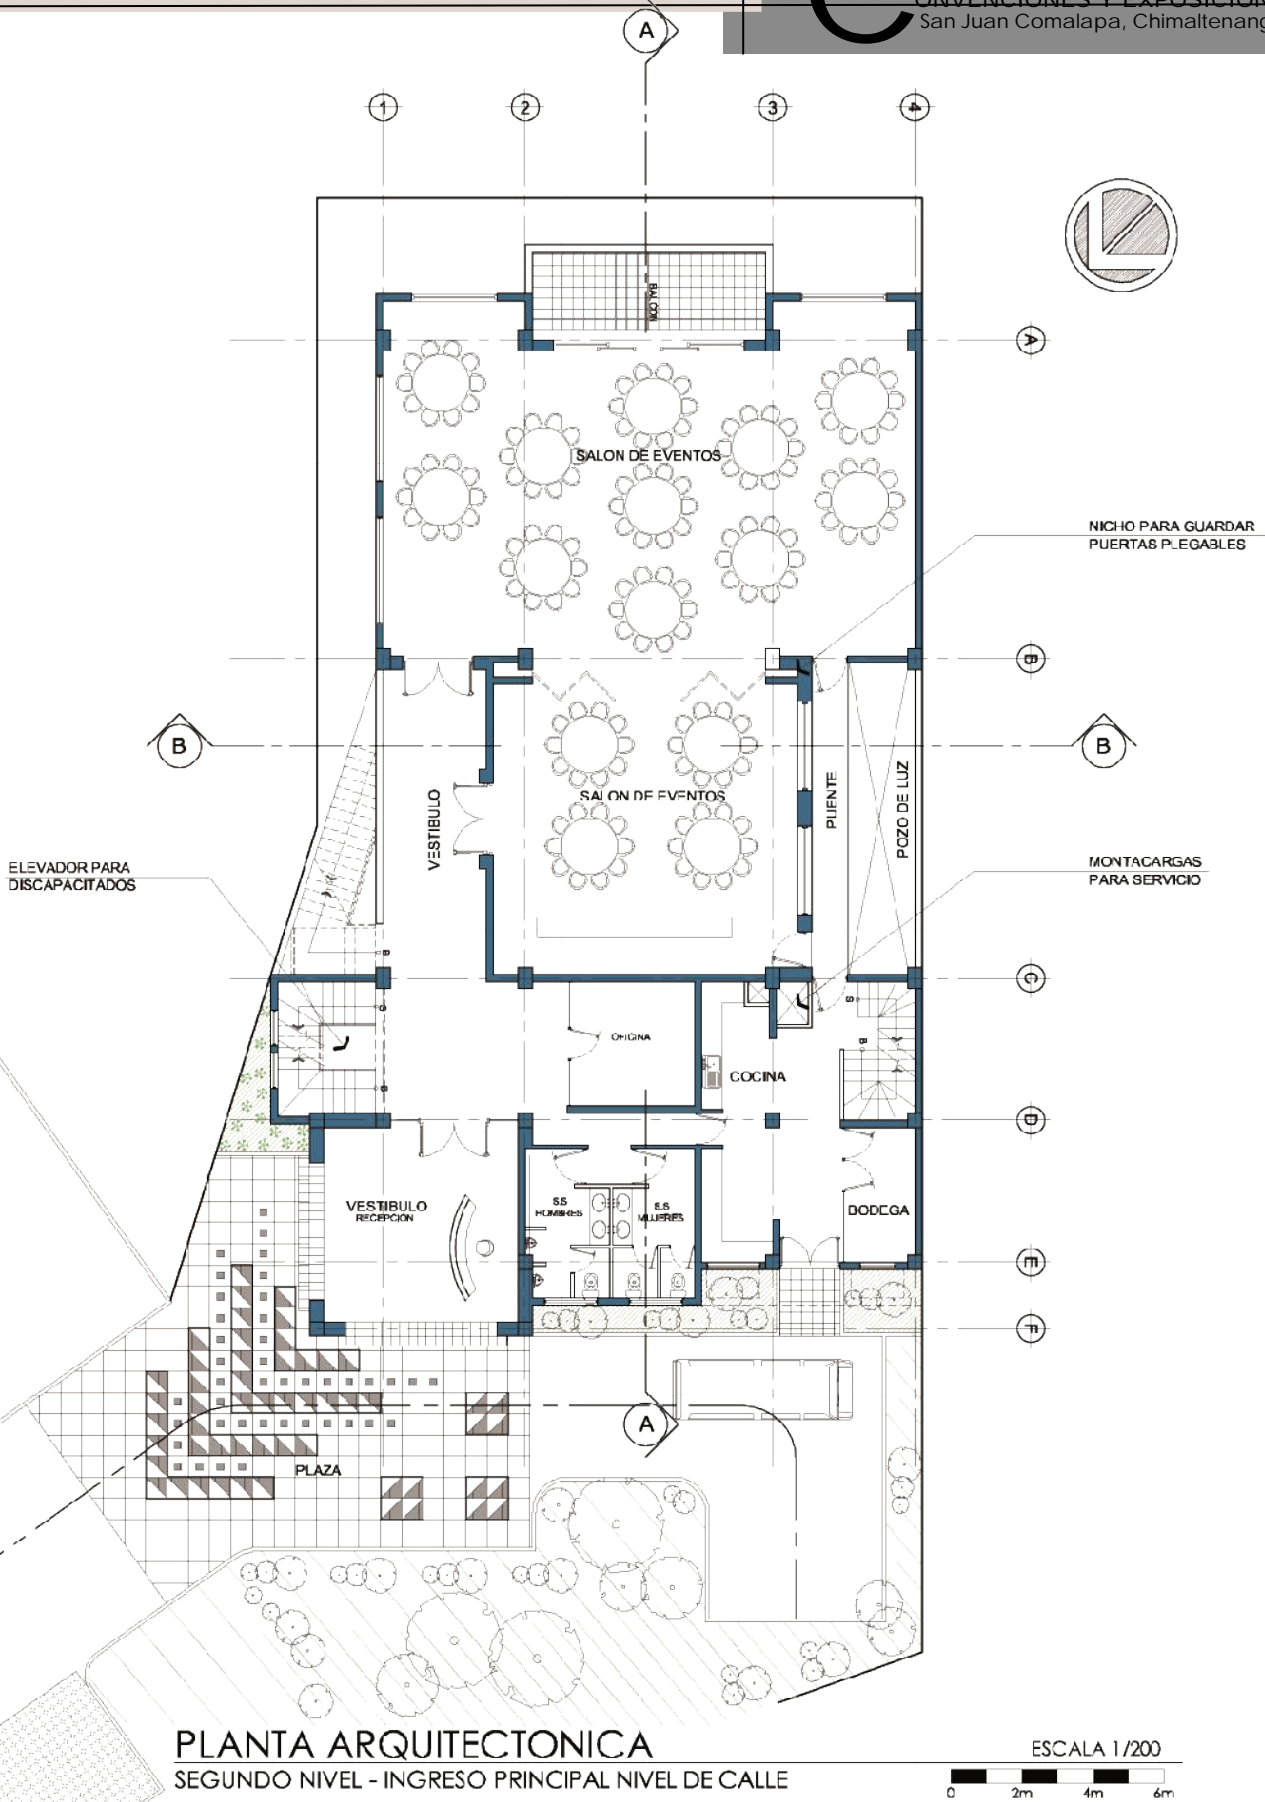 San Juan Comalapa, Chimaltenang
A
1
2
3
4
BALCON
A
SALON DE EVENTOS
NICHO PARA GUARDAR
PUERTAS PLEGABLES
B
B
B
VESTIBULO
SALON DE EVENTOS
PUENTE
POZO DE LUZ
ELEVADOR PARA
DISCAPACITADOS
MONTACARGAS
PARA SERVICIO
B
C
S
S
OFICINA
B
COCINA
B
D
VESTIBULO
RECEPCION
S.S
HOMBRES
S.S
MUJERES
BODEGA
E
F
A
PLAZA
PLANTA ARQUITECTONICA
SEGUNDO NIVEL - INGRESO PRINCIPAL NIVEL DE CALLE
ESCALA 1/200
0 2m 4m 6m